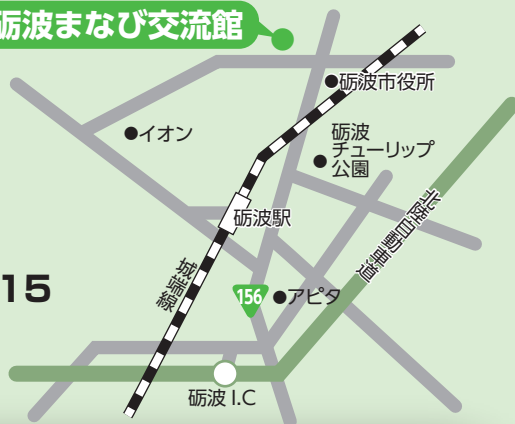 砺波まなび交流館
●砺波市役所
●イオン
砺波
チューリップ
●公園
砺波駅
北陸自動車道
城端線
15
156
●アピタ
砺波 I.C